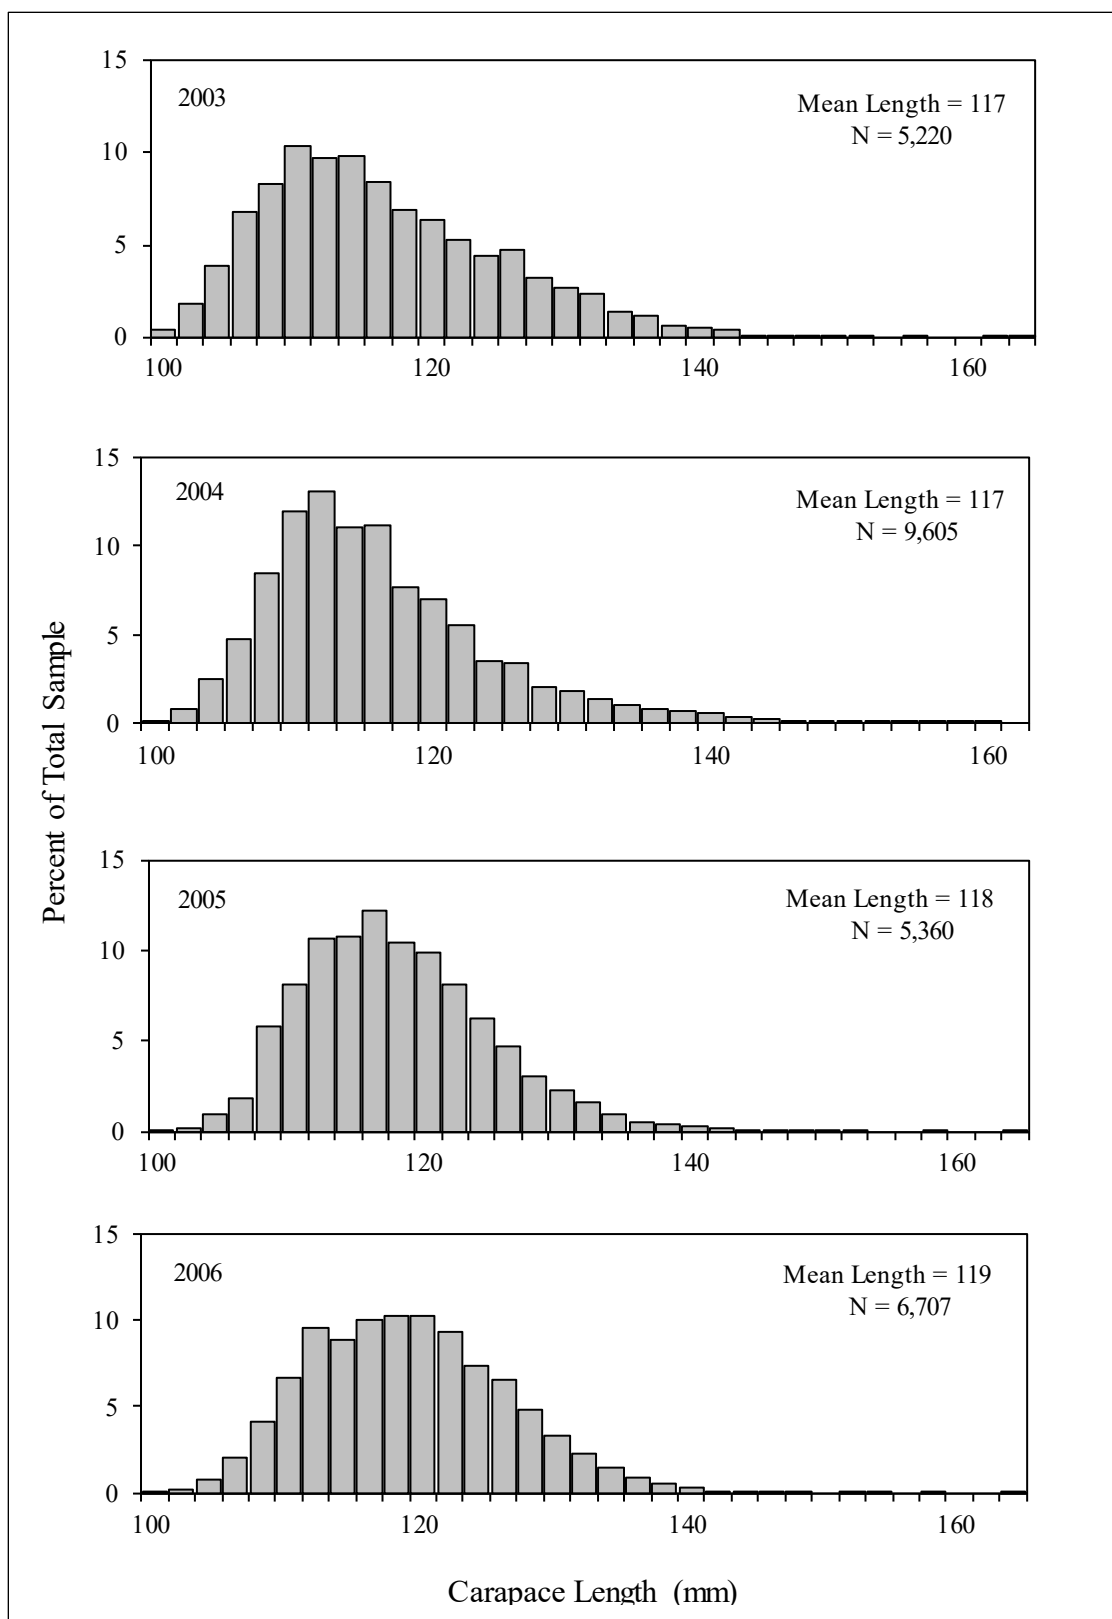 15
2003
Mean Length = 117
N = 5,220
10
5
0
100 120 140 160
15
2004
Mean Length = 117
N = 9,605
10
5
0
100 120 140 160
Percent of Total Sample
15
2005
Mean Length = 118
N = 5,360
10
5
0
100 120 140 160
15
2006
Mean Length = 119
N = 6,707
10
5
0
100 120 140 160
Carapace Length (mm)